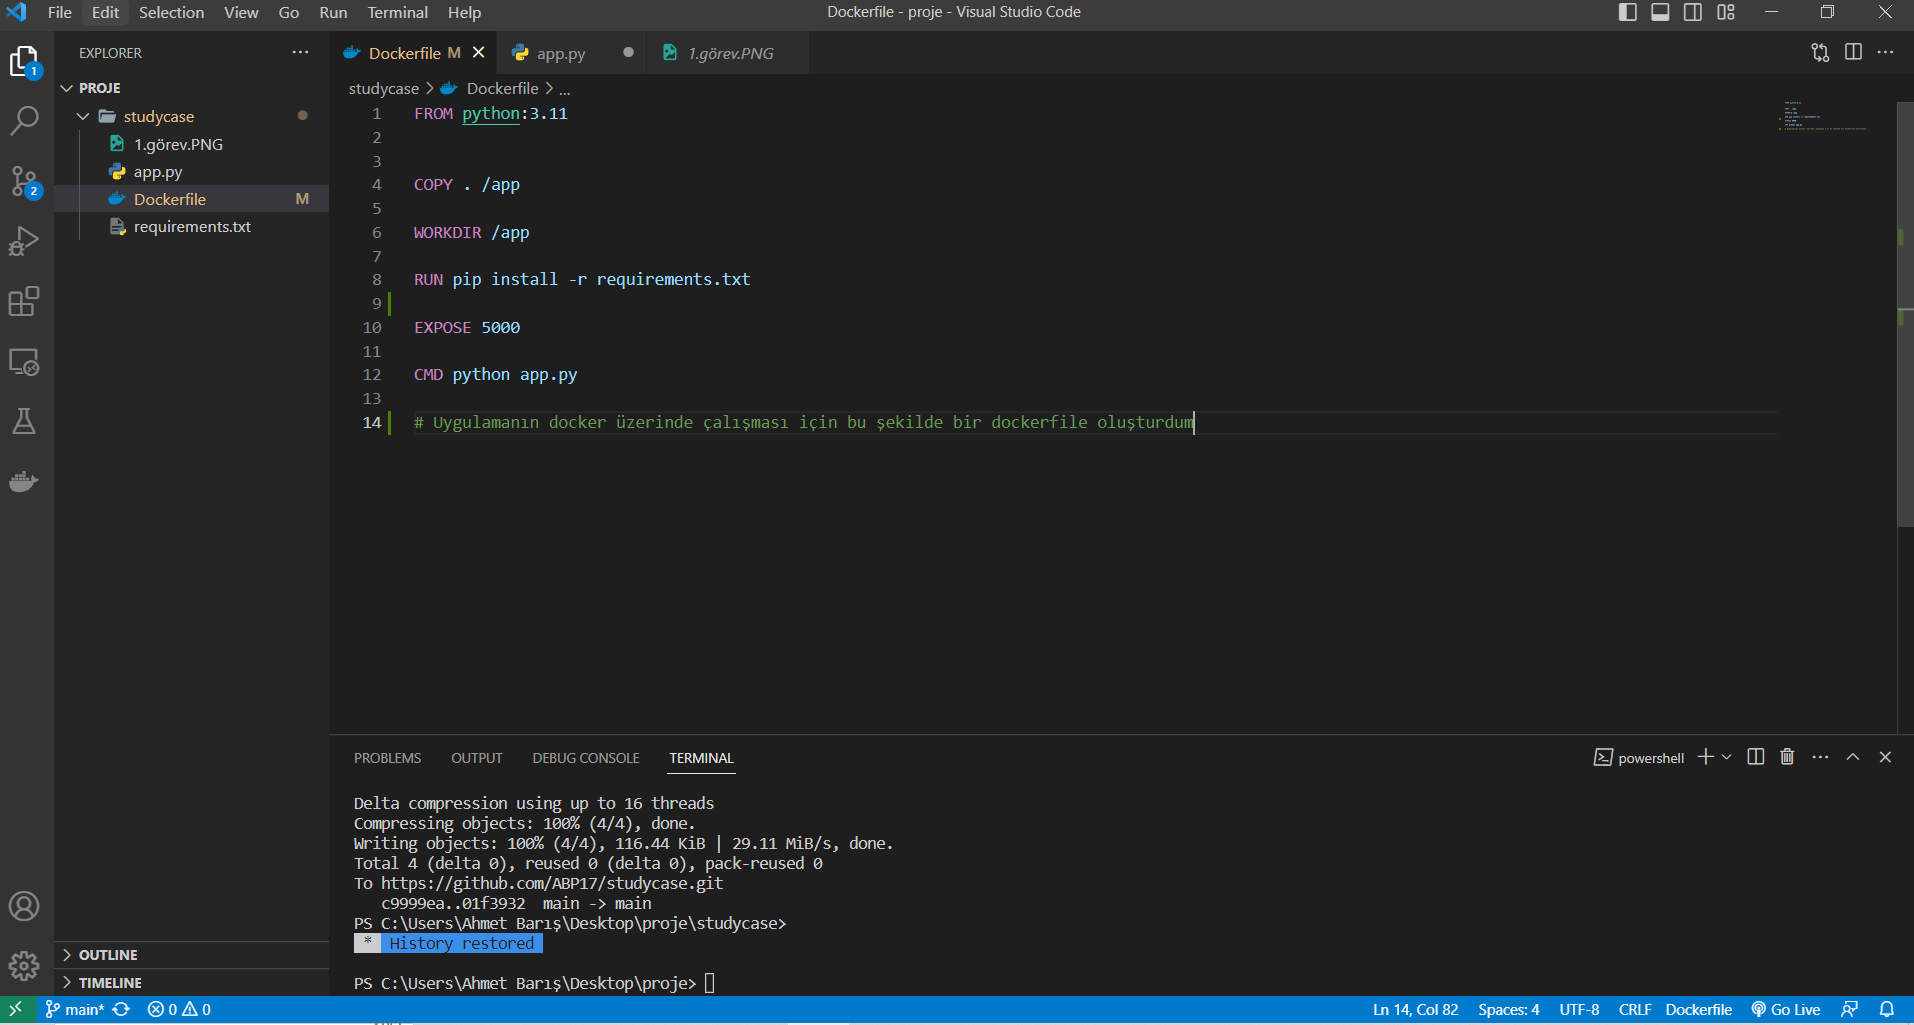 File Edit Selection View Go Run Terminal Help
Dockerfile - proje - Visual Studio Code
EXPLORER
PROJE
studycase
1.görev.PNG
app.py
Dockerfile M
requirements.txt
OUTLINE
TIMELINE
1
2
Dockerfile M
app.py
1.görev.PNG
studycase > Dockerfile > ...
1 FROM python:3.11
2
3
4 COPY . /app
5
6 WORKDIR /app
7
8 RUN pip install -r requirements.txt
9
10 EXPOSE 5000
11
12 CMD python app.py
13
14 # Uygulamanın docker üzerinde çalışması için bu şekilde bir dockerfile oluşturdum
PROBLEMS OUTPUT DEBUG CONSOLE TERMINAL
powershell
Delta compression using up to 16 threads
Compressing objects: 100% (4/4), done.
Writing objects: 100% (4/4), 116.44 KiB | 29.11 MiB/s, done.
Total 4 (delta 0), reused 0 (delta 0), pack-reused 0
To https://github.com/ABP17/studycase.git
c9999ea..01f3932 main -> main
PS C:\Users\Ahmet Barış\Desktop\proje\studycase>
* History restored
PS C:\Users\Ahmet Barış\Desktop\proje>
main* 0 0
Ln 14, Col 82 Spaces: 4 UTF-8 CRLF Dockerfile Go Live